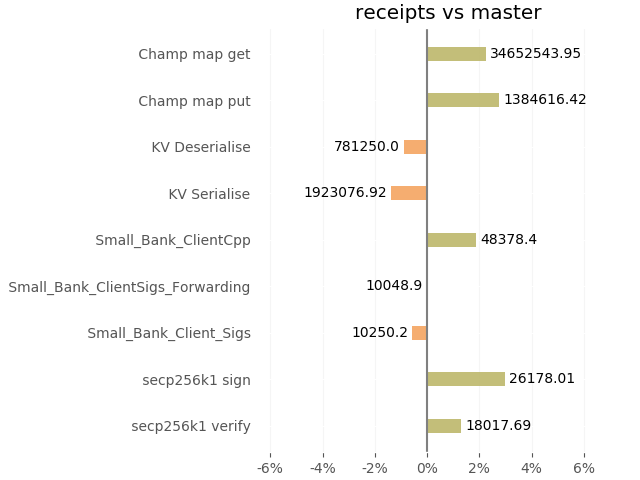 receipts vs master
Champ map get 34652543.95
Champ map put 1384616.42
KV Deserialise 781250.0
KV Serialise 1923076.92
Small_Bank_ClientCpp 48378.4
Small_Bank_ClientSigs_Forwarding 10048.9
Small_Bank_Client_Sigs 10250.2
secp256k1 sign 26178.01
secp256k1 verify 18017.69
-6% -4% -2% 0% 2% 4% 6%